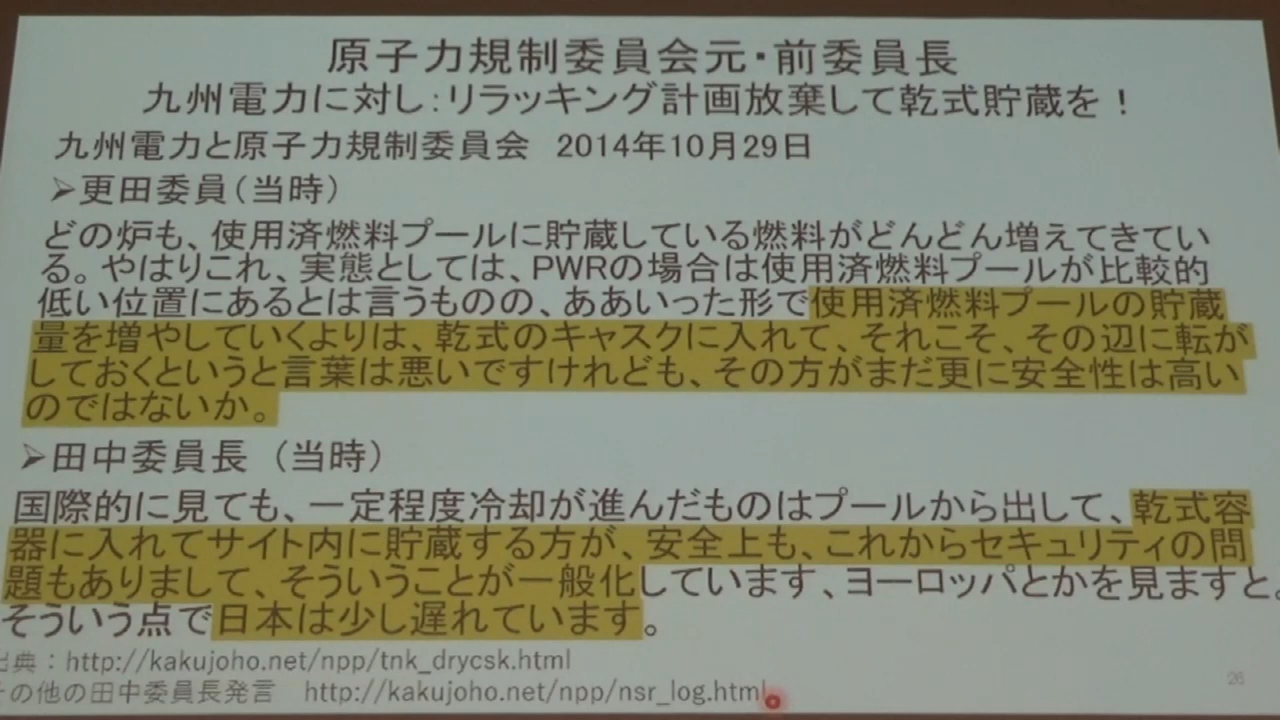 原子力規制委員会元・前委員長
九州電力に対し：リラッキング計画放棄して乾式貯蔵を！
九州電力と原子力規制委員会　2014年10月29日
➢更田委員（当時）
どの炉も、使用済燃料プールに貯蔵している燃料がどんどん増えてきてい
る。やはりこれ、実態としては、PWRの場合は使用済燃料プールが比較的
低い位置にあるとは言うものの、ああいった形で使用済燃料プールの貯蔵
量を増やしていくよりは、乾式のキャスクに入れて、それこそ、その辺に転が
しておくというと言葉は悪いですけれども、その方がまだ更に安全性は高い
のではないか。
➢田中委員長　（当時）
国際的に見ても、一定程度冷却が進んだものはプールから出して、乾式容
器に入れてサイト内に貯蔵する方が、安全上も、これからセキュリティの問
題もありまして、そういうことが一般化しています、ヨーロッパとかを見ますと。
そういう点で日本は少し遅れています。
出典：http://kakujoho.net/npp/tnk_drycsk.html
その他の田中委員長発言　http://kakujoho.net/npp/nsr_log.html
26